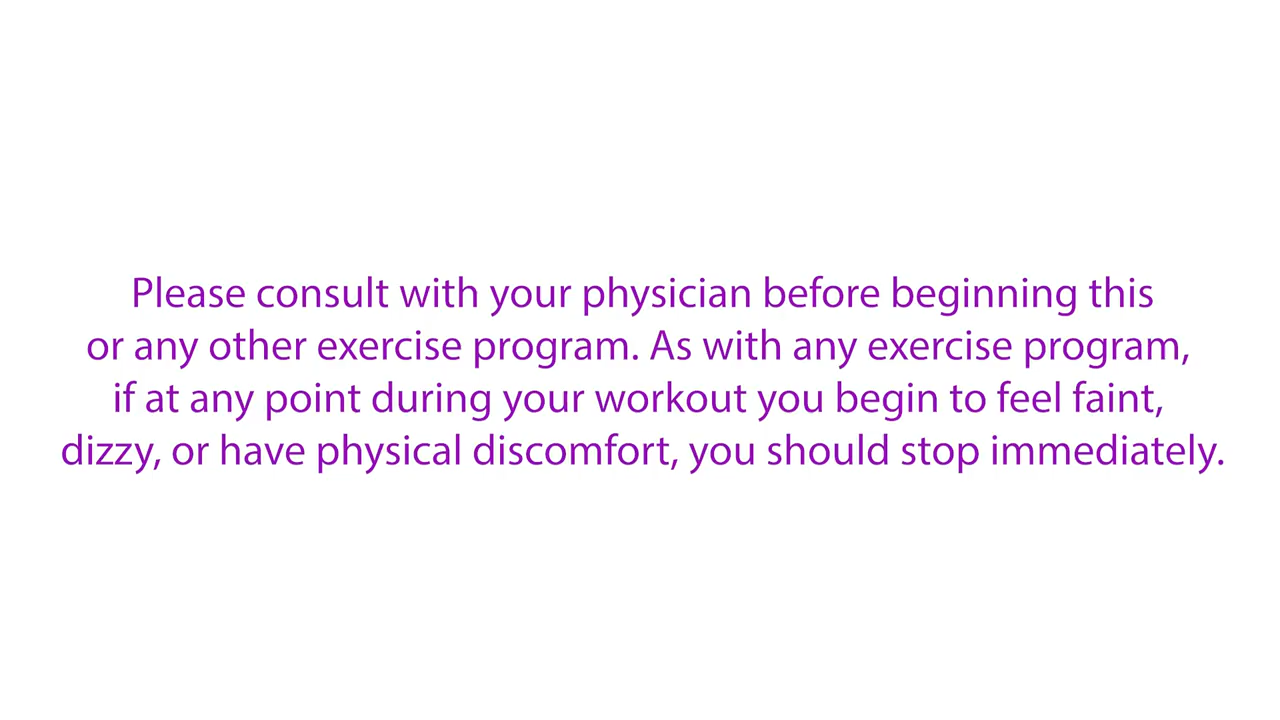 Please consult with your physician before beginning this
or any other exercise program. As with any exercise program,
if at any point during your workout you begin to feel faint,
dizzy, or have physical discomfort, you should stop immediately.